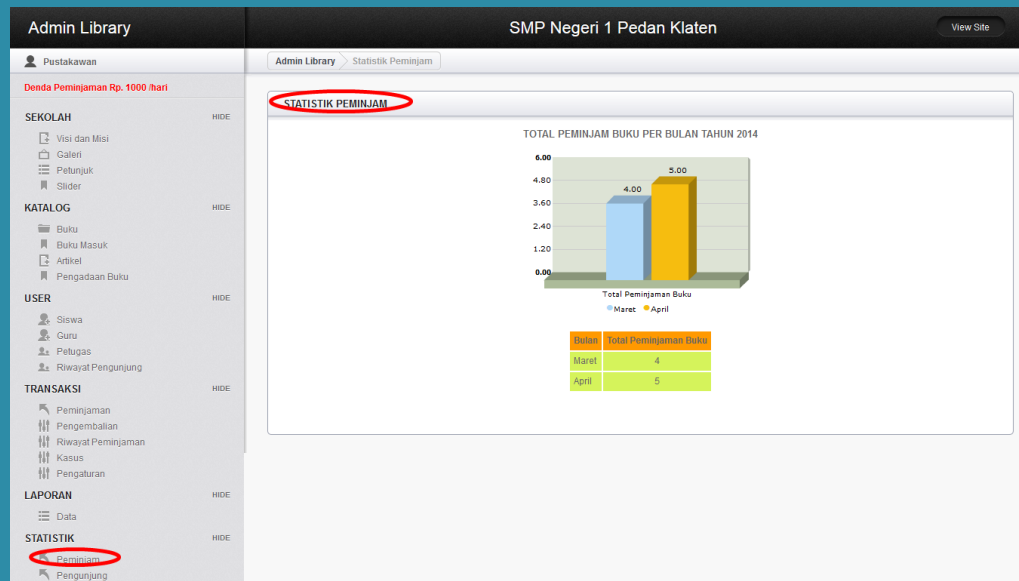 Admin Library
SMP Negeri 1 Pedan Klaten
View Site
Pustakawan
Admin Library
Statistik Peminjam
Denda Peminjaman Rp. 1000 /hari
SEKOLAH HIDE
Visi dan Misi
Galeri
Petunjuk
Slider
KATALOG HIDE
Buku
Buku Masuk
Artikel
Pengadaan Buku
USER HIDE
Siswa
Guru
Petugas
Riwayat Pengunjung
TRANSAKSI HIDE
Peminjaman
Pengembalian
Riwayat Peminjaman
Kasus
Pengaturan
LAPORAN HIDE
Data
STATISTIK HIDE
Peminjam
Pengunjung
STATISTIK PEMINJAM
TOTAL PEMINJAM BUKU PER BULAN TAHUN 2014
6.00
4.80
3.60
2.40
1.20
0.00
4.00
5.00
Total Peminjaman Buku
Maret April
Bulan Total Peminjaman Buku
Maret 4
April 5